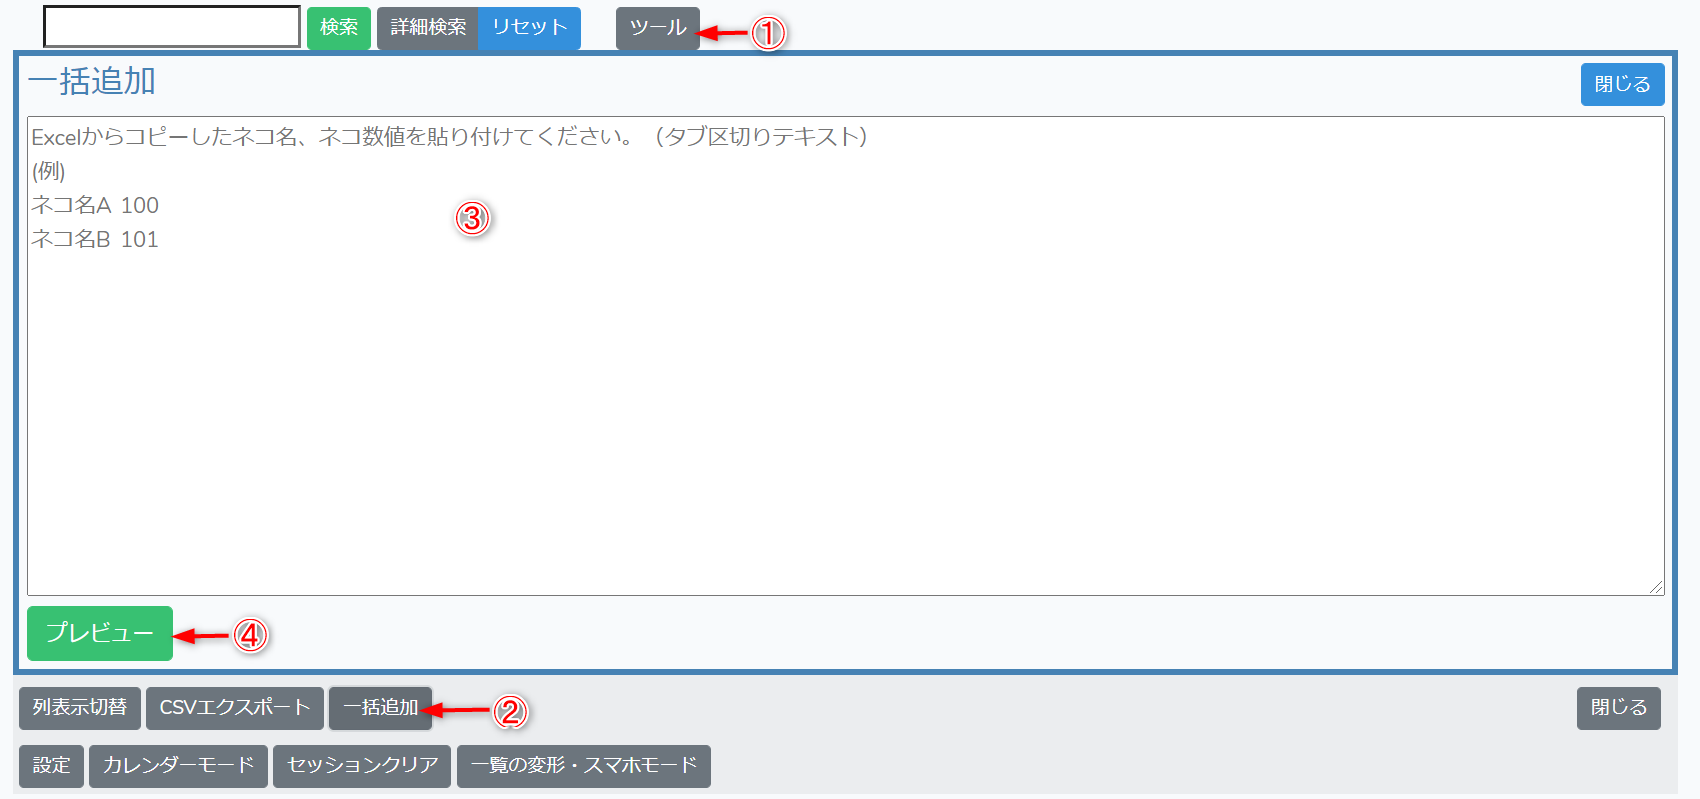 検索 詳細検索 リセット ツール ①
一括追加 閉じる
Excelからコピーしたネコ名、ネコ数値を貼り付けてください。（タブ区切りテキスト）
(例)
ネコ名A 100
ネコ名B 101
③
プレビュー ④
列表示切替 CSVエクスポート 一括追加 ② 閉じる
設定 カレンダーモード セッションクリア 一覧の変形・スマホモード